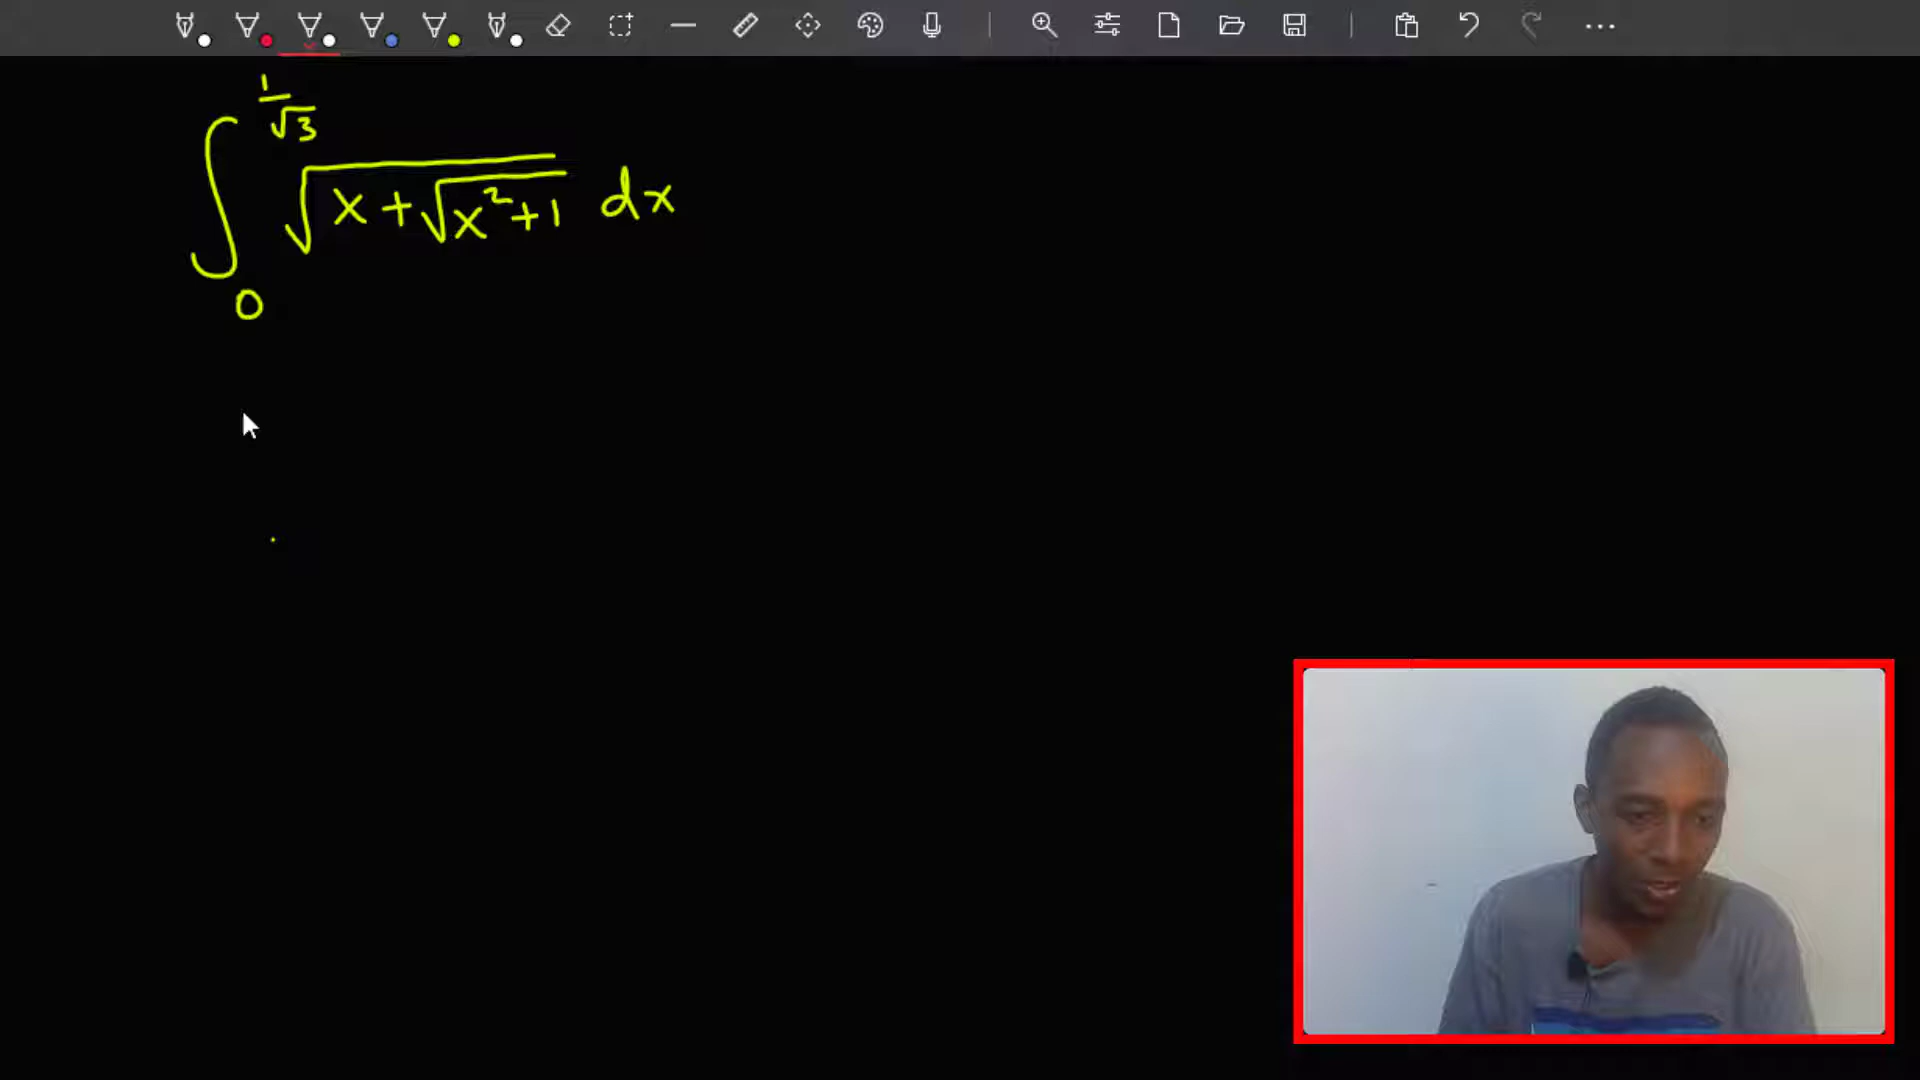 ∫₀^{1/√3} √(x+√(x²+1)) dx